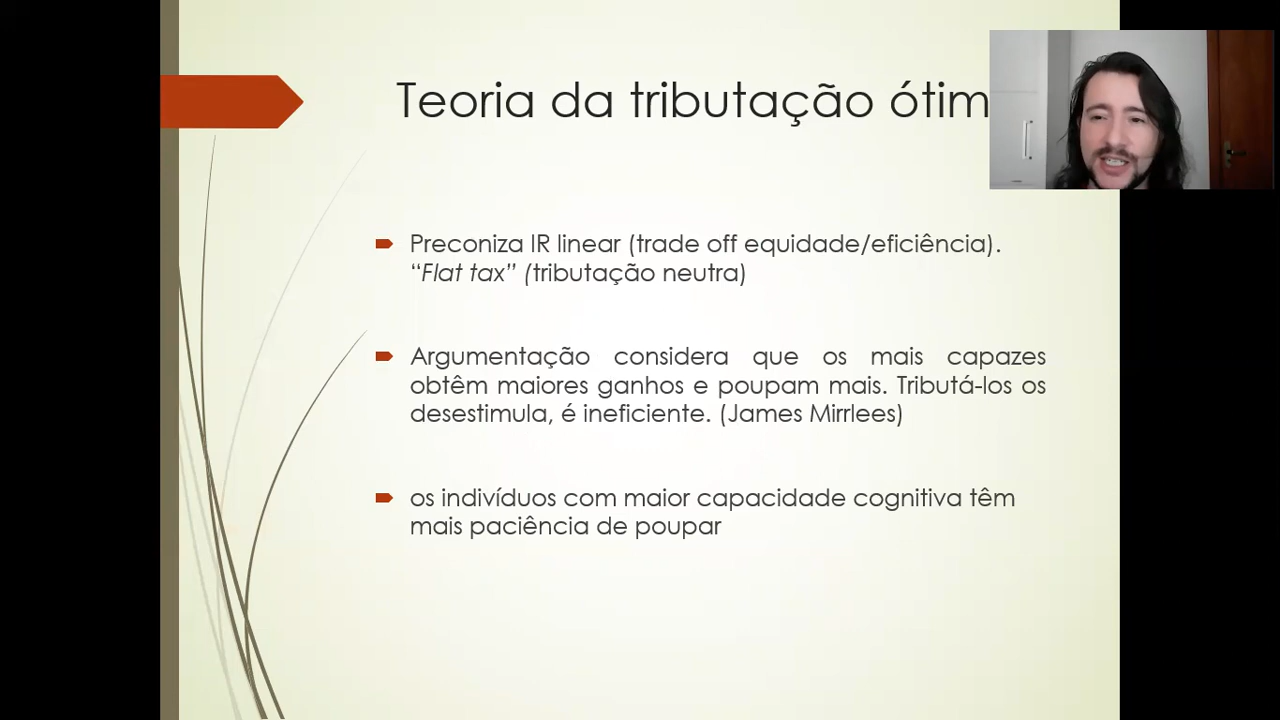 Teoria da tributação ótim
Preconiza IR linear (trade off equidade/eficiência).
“Flat tax” (tributação neutra)
Argumentação considera que os mais capazes
obtêm maiores ganhos e poupam mais. Tributá-los os
desestimula, é ineficiente. (James Mirrlees)
os indivíduos com maior capacidade cognitiva têm
mais paciência de poupar